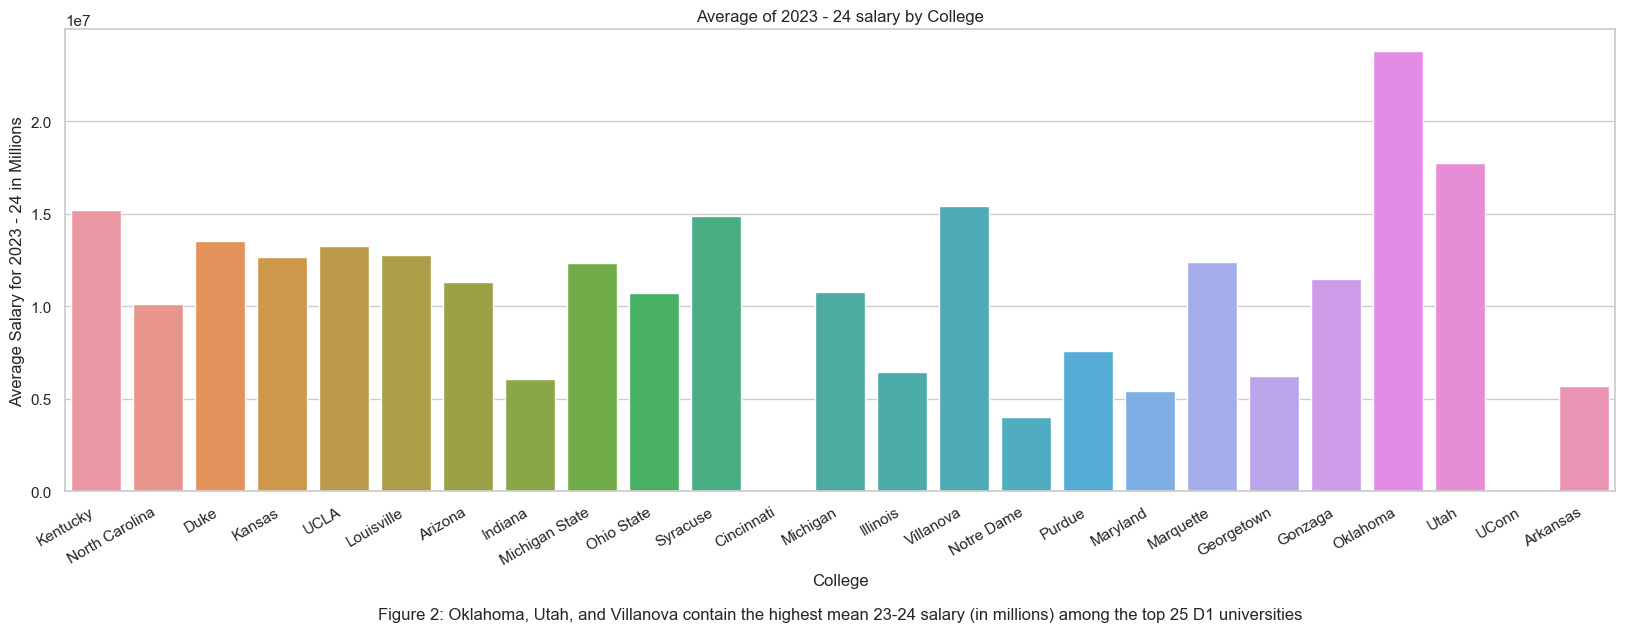 Average of 2023 - 24 salary by College
1e7
Average Salary for 2023 - 24 in Millions
2.0
1.5
1.0
0.5
0.0
Kentucky
North Carolina
Duke
Kansas
UCLA
Louisville
Arizona
Indiana
Michigan State
Ohio State
Syracuse
Cincinnati
Michigan
Illinois
Villanova
Notre Dame
Purdue
Maryland
Marquette
Georgetown
Gonzaga
Oklahoma
Utah
UConn
Arkansas
College
Figure 2: Oklahoma, Utah, and Villanova contain the highest mean 23-24 salary (in millions) among the top 25 D1 universities